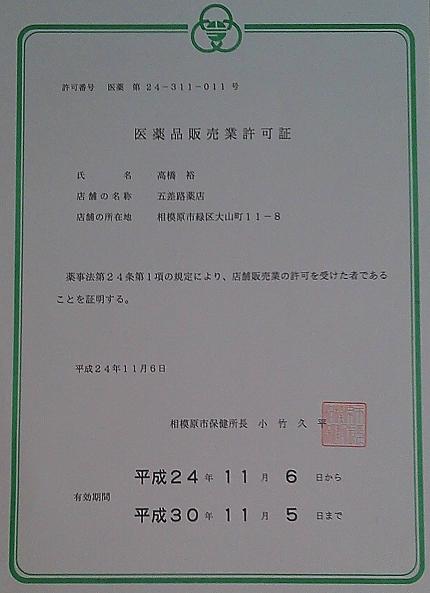 許可番号 医薬 第 24-311-011 号
医薬品販売業許可証
氏 名 高橋 裕
店舗の名称 五差路薬店
店舗の所在地 相模原市緑区大山町11-8
薬事法第24条第1項の規定により、店舗販売業の許可を受けた者である
ことを証明する。
平成24年11月6日
相模原市保健所長 小 竹 久 平
平成24年 11月 6日から
有効期間
平成30年 11月 5日まで